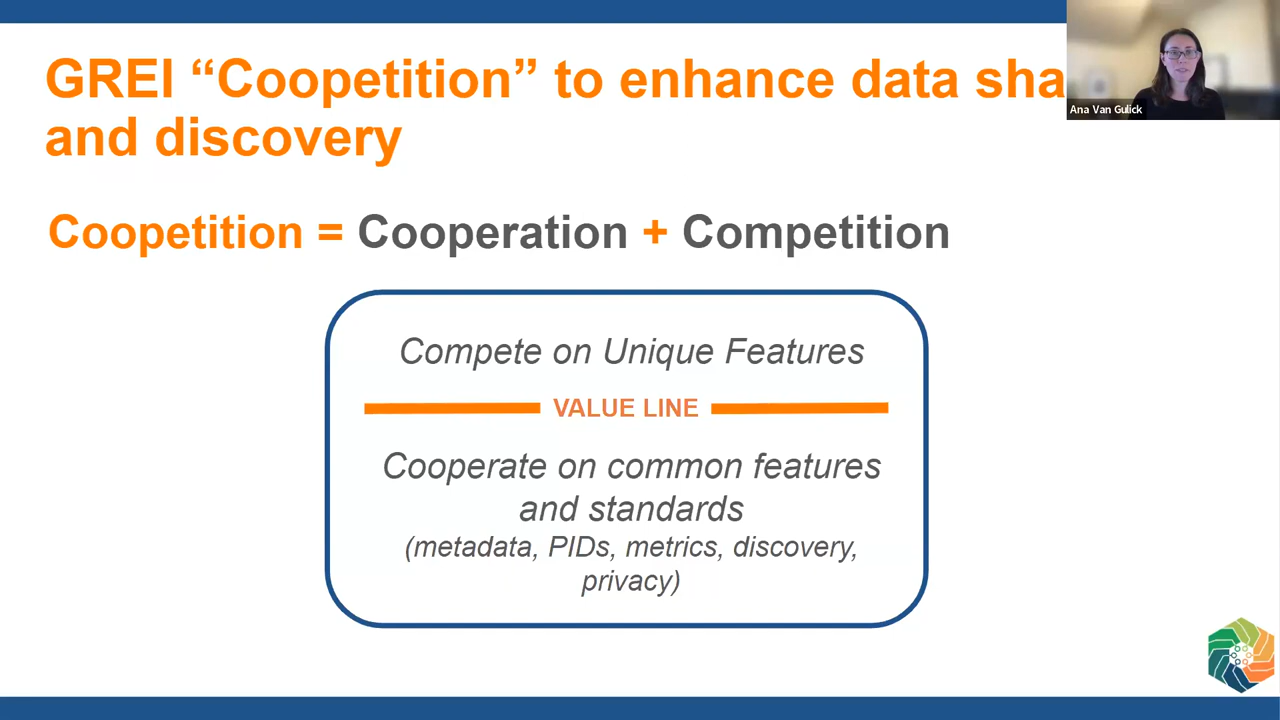 GREI “Coopetition” to enhance data
and discovery
Ana Van Gulick
Coopetition = Cooperation + Competition
Compete on Unique Features
VALUE LINE
Cooperate on common features
and standards
(metadata, PIDs, metrics, discovery,
privacy)